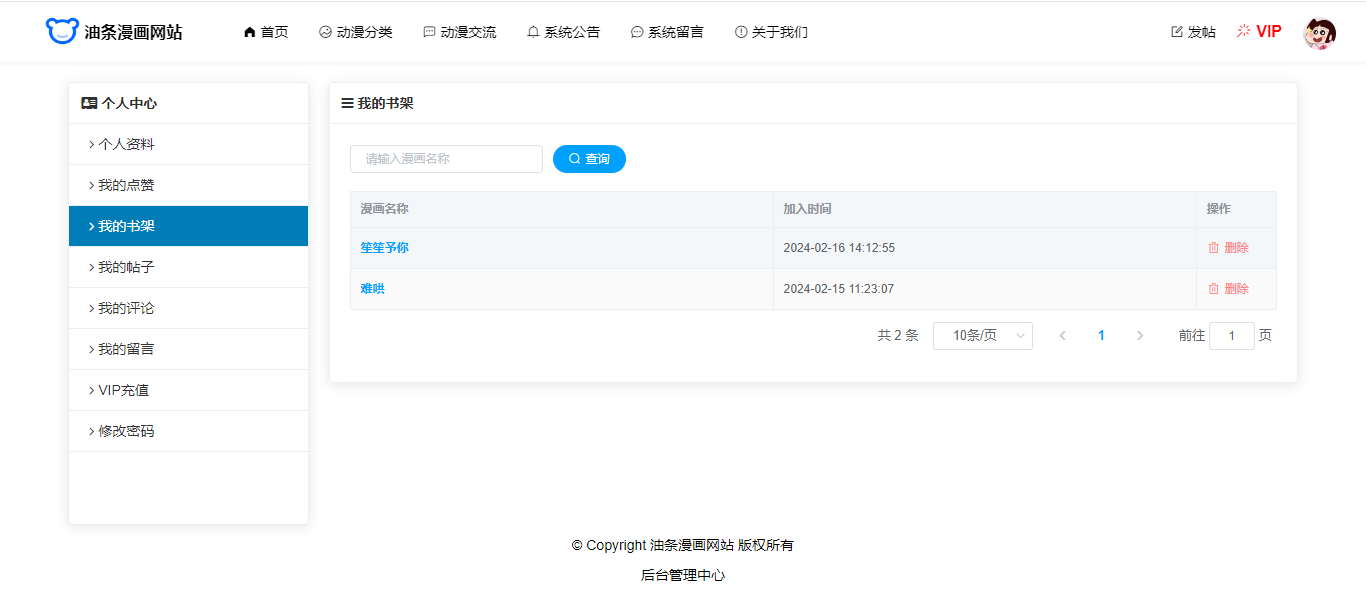 油条漫画网站 首页 动漫分类 动漫交流 系统公告 系统留言 关于我们 发帖 VIP
个人中心
个人资料
我的点赞
我的书架
我的帖子
我的评论
我的留言
VIP充值
修改密码
我的书架
请输入漫画名称 查询
漫画名称 加入时间 操作
笙笙予你 2024-02-16 14:12:55 删除
难哄 2024-02-15 11:23:07 删除
共 2 条 10条/页 1 前往 1 页
© Copyright 油条漫画网站 版权所有
后台管理中心